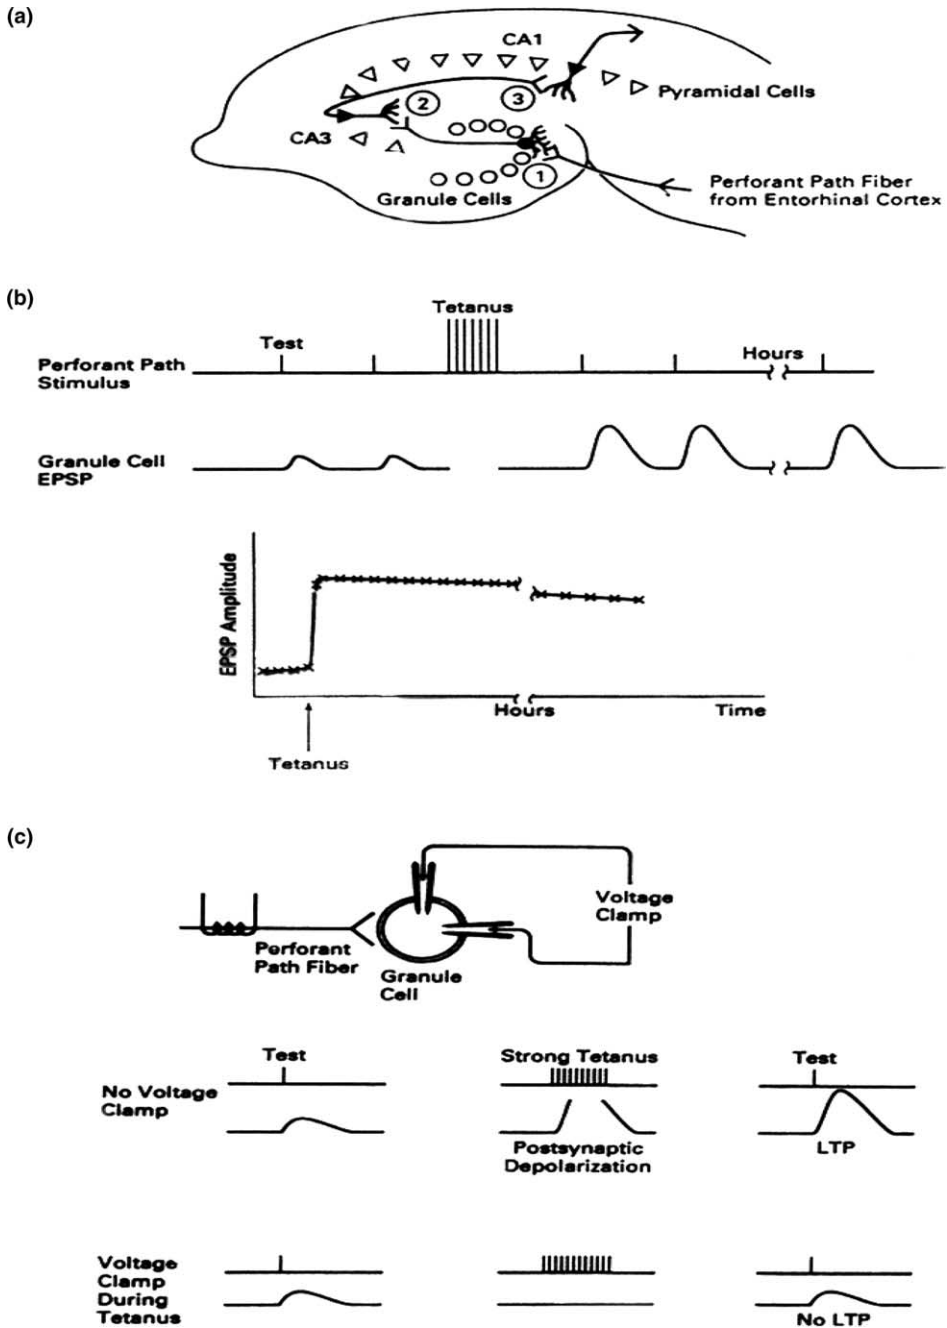 (a)
CA1
Pyramidal Cells
2
3
CA3
1
Granule Cells
Perforant Path Fiber
from Entorhinal Cortex
(b)
Tetanus
Test
Perforant Path
Stimulus
Hours
Granule Cell
EPSP
EPSP Amplitude
Hours
Time
Tetanus
(c)
Voltage
Clamp
Perforant
Path Fiber
Granule
Cell
Test
Strong Tetanus
Test
No Voltage
Clamp
Postsynaptic
Depolarization
LTP
Voltage
Clamp
During
Tetanus
No LTP